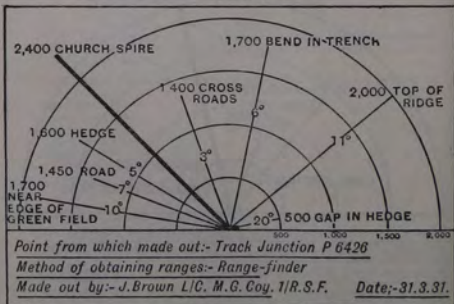 2,400 CHURCH SPIRE
1,700 BEND IN-TRENCH
1400 CROSS
ROADS
2,000 TOP OF
RIDGE
1,600 HEDGE
1,450 ROAD
1,700
NEAR
EDGE OF
GREEN FIELD
10°
7°
5°
3°
6°
11°
20°
500 GAP IN HEDGE
500 1,000 1,500 2,000
Point from which made out:- Track Junction P 6426
Method of obtaining ranges:- Range-finder
Made out by:- J. Brown L/C. M.G. Coy. 1/R.S.F. Date;-31.3.31.